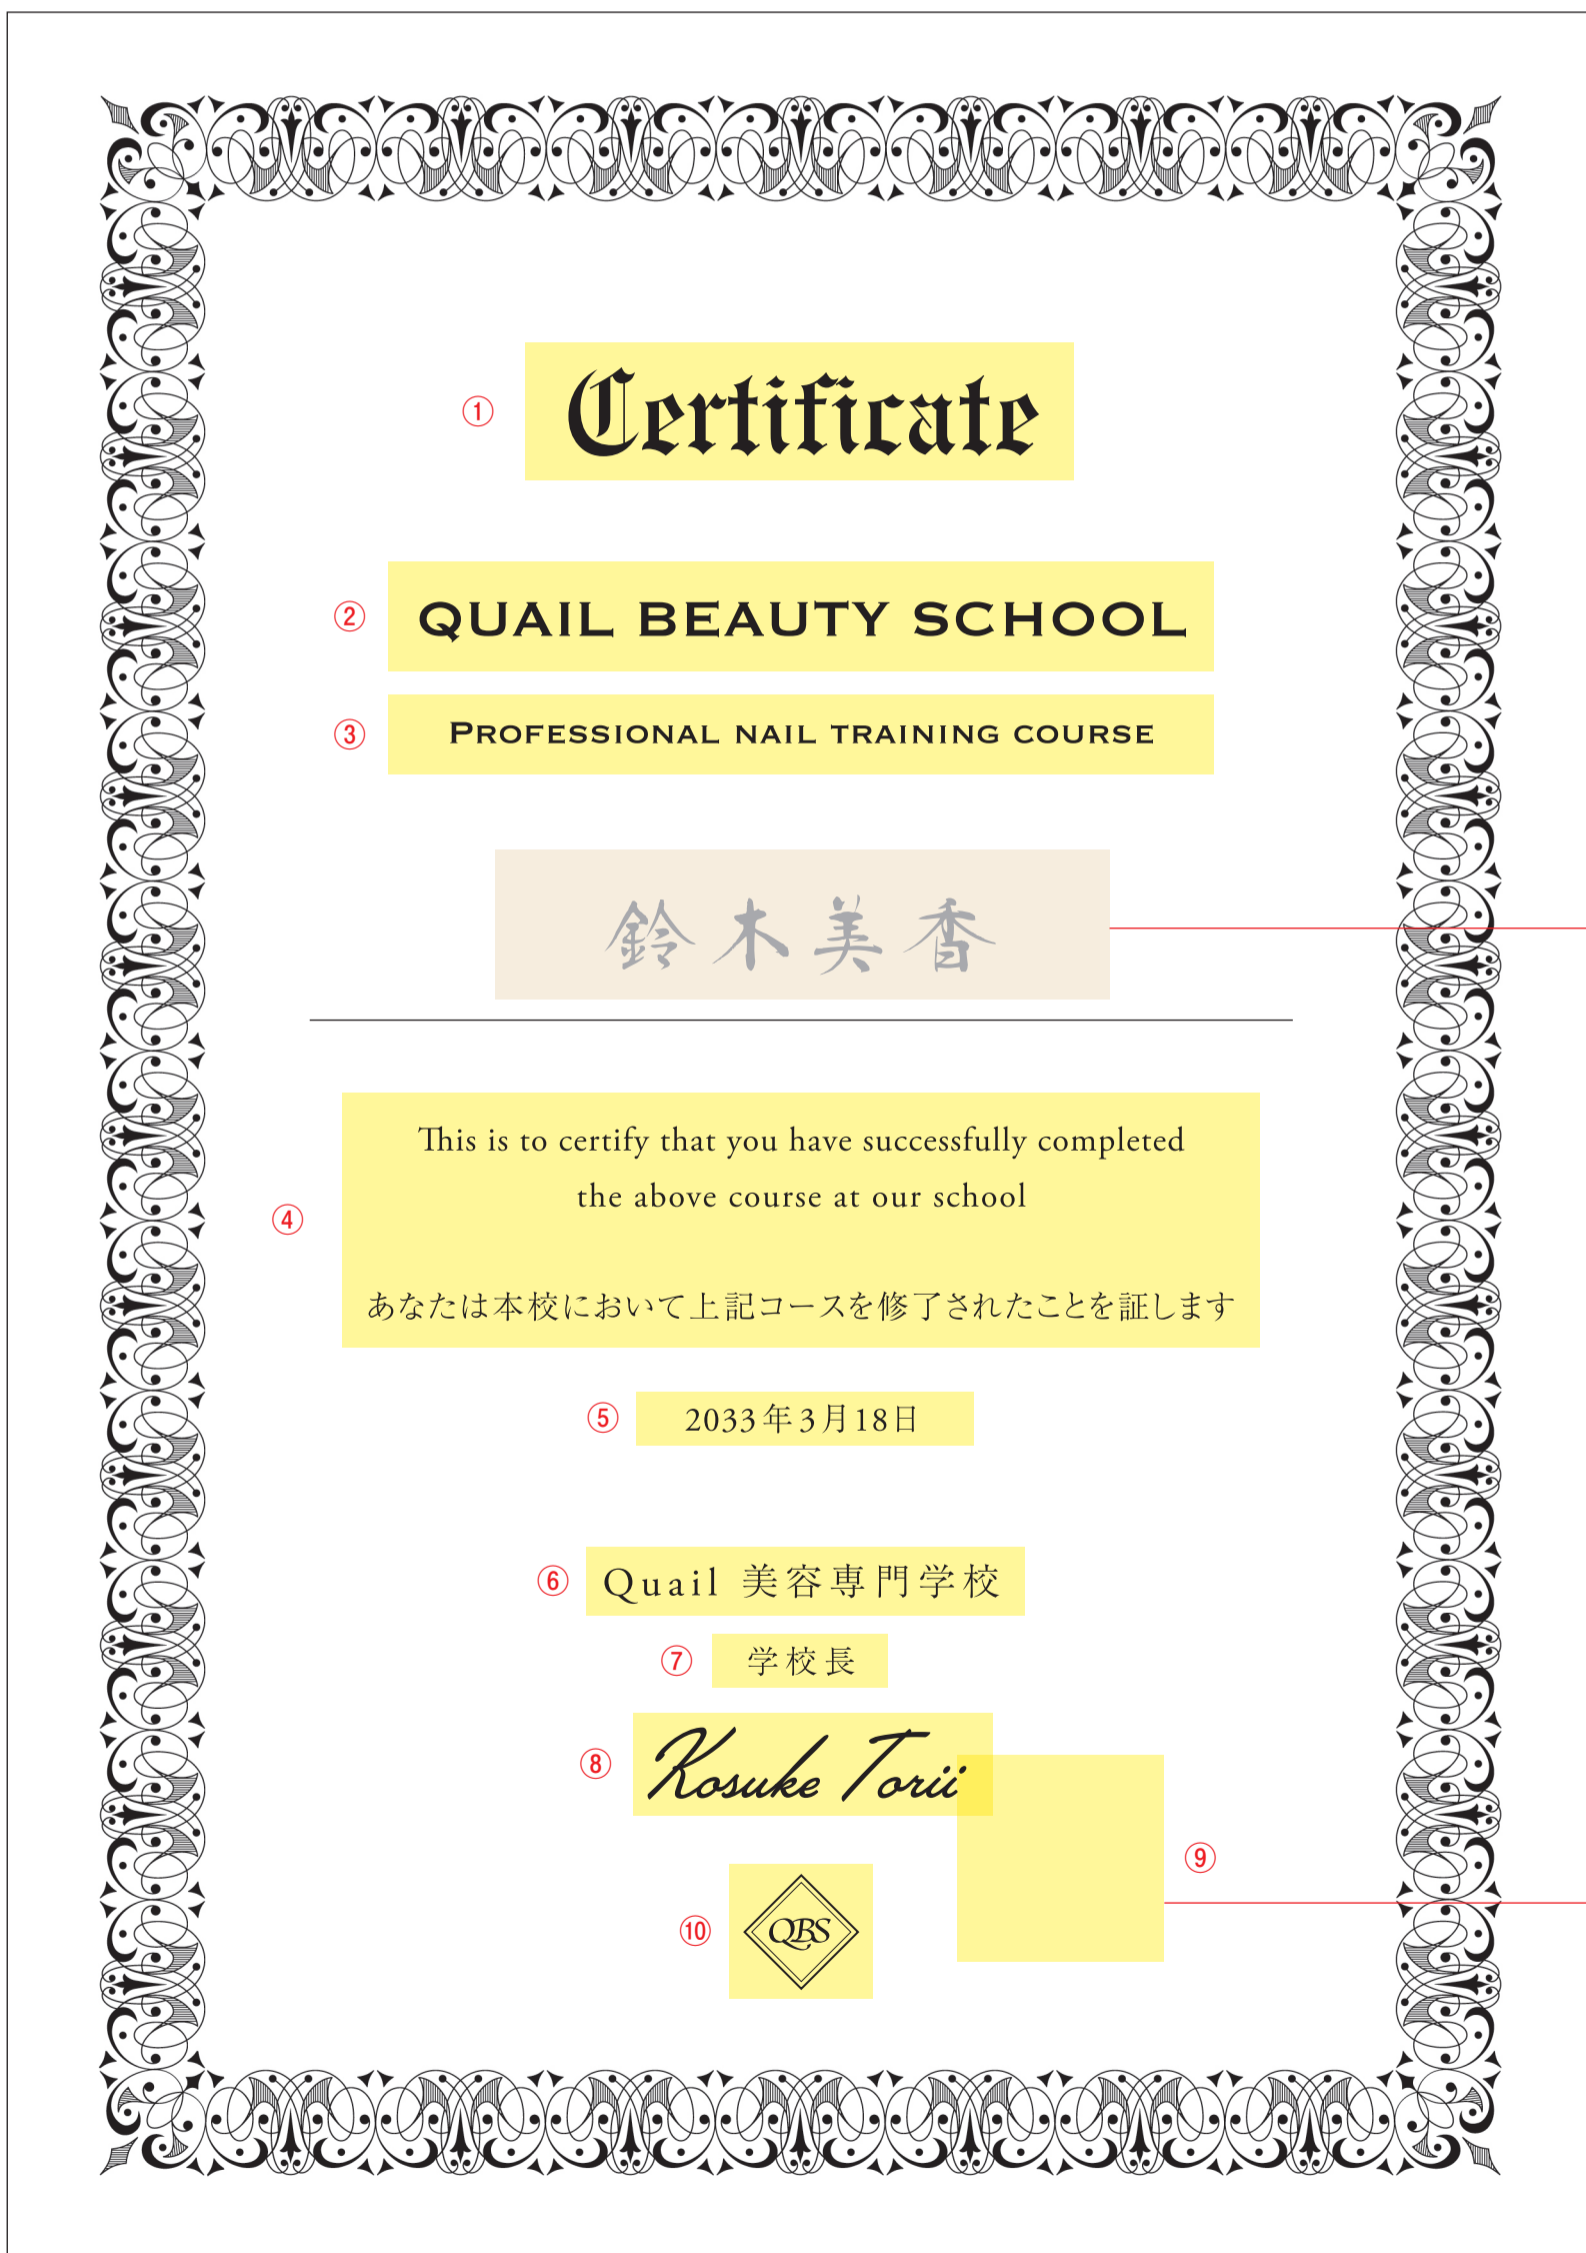 ① Certificate
② QUAIL BEAUTY SCHOOL
③ PROFESSIONAL NAIL TRAINING COURSE
鈴木美香
This is to certify that you have successfully completed
④ the above course at our school
あなたは本校において上記コースを修了されたことを証します
⑤ 2033年3月18日
⑥ Quail 美容専門学校
⑦ 学校長
⑧ Kosuke Torii
⑨
⑩ QBS